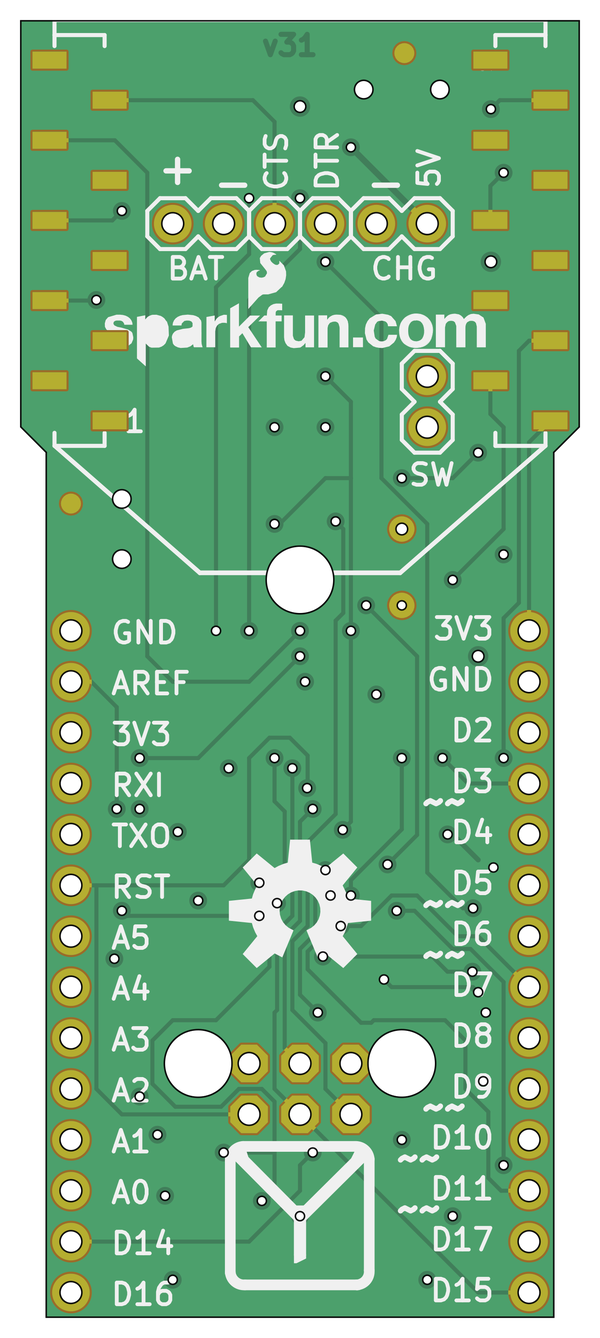 v31
+ – CTS DTR – 5V
BAT CHG
sparkfun.com
1
SW
GND 3V3
AREF GND
3V3 D2
RXI D3
TXO D4
RST D5
A5 D6
A4 D7
A3 D8
A2 D9
A1 D10
A0 D11
D14 D17
D16 D15